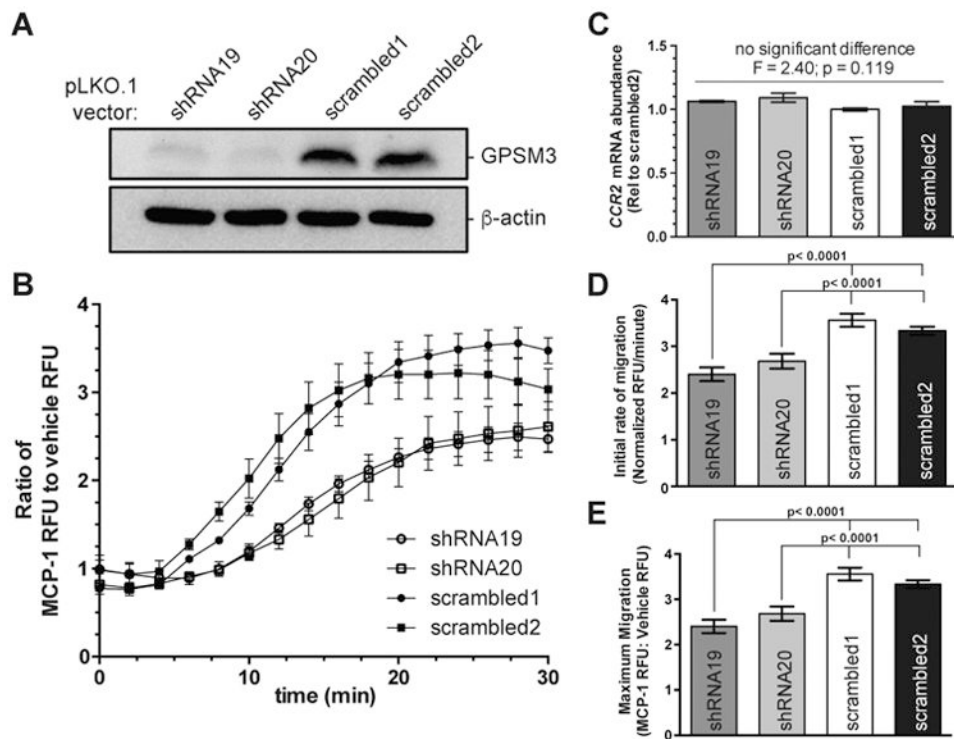 A
pLKO.1
vector:
shRNA19
shRNA20
scrambled1
scrambled2
GPSM3
β-actin
B
Ratio of
MCP-1 RFU to vehicle RFU
4
3
2
1
0
0
10
20
30
time (min)
shRNA19
shRNA20
scrambled1
scrambled2
C
CCR2 mRNA abundance
(Rel to scrambled2)
1.5
1.0
0.5
0.0
no significant difference
F = 2.40; p = 0.119
shRNA19
shRNA20
scrambled1
scrambled2
D
Initial rate of migration
(Normalized RFU/minute)
4
3
2
1
0
p< 0.0001
p< 0.0001
shRNA19
shRNA20
scrambled1
scrambled2
E
Maximum Migration
(MCP-1 RFU: Vehicle RFU)
4
3
2
1
0
p< 0.0001
p< 0.0001
shRNA19
shRNA20
scrambled1
scrambled2